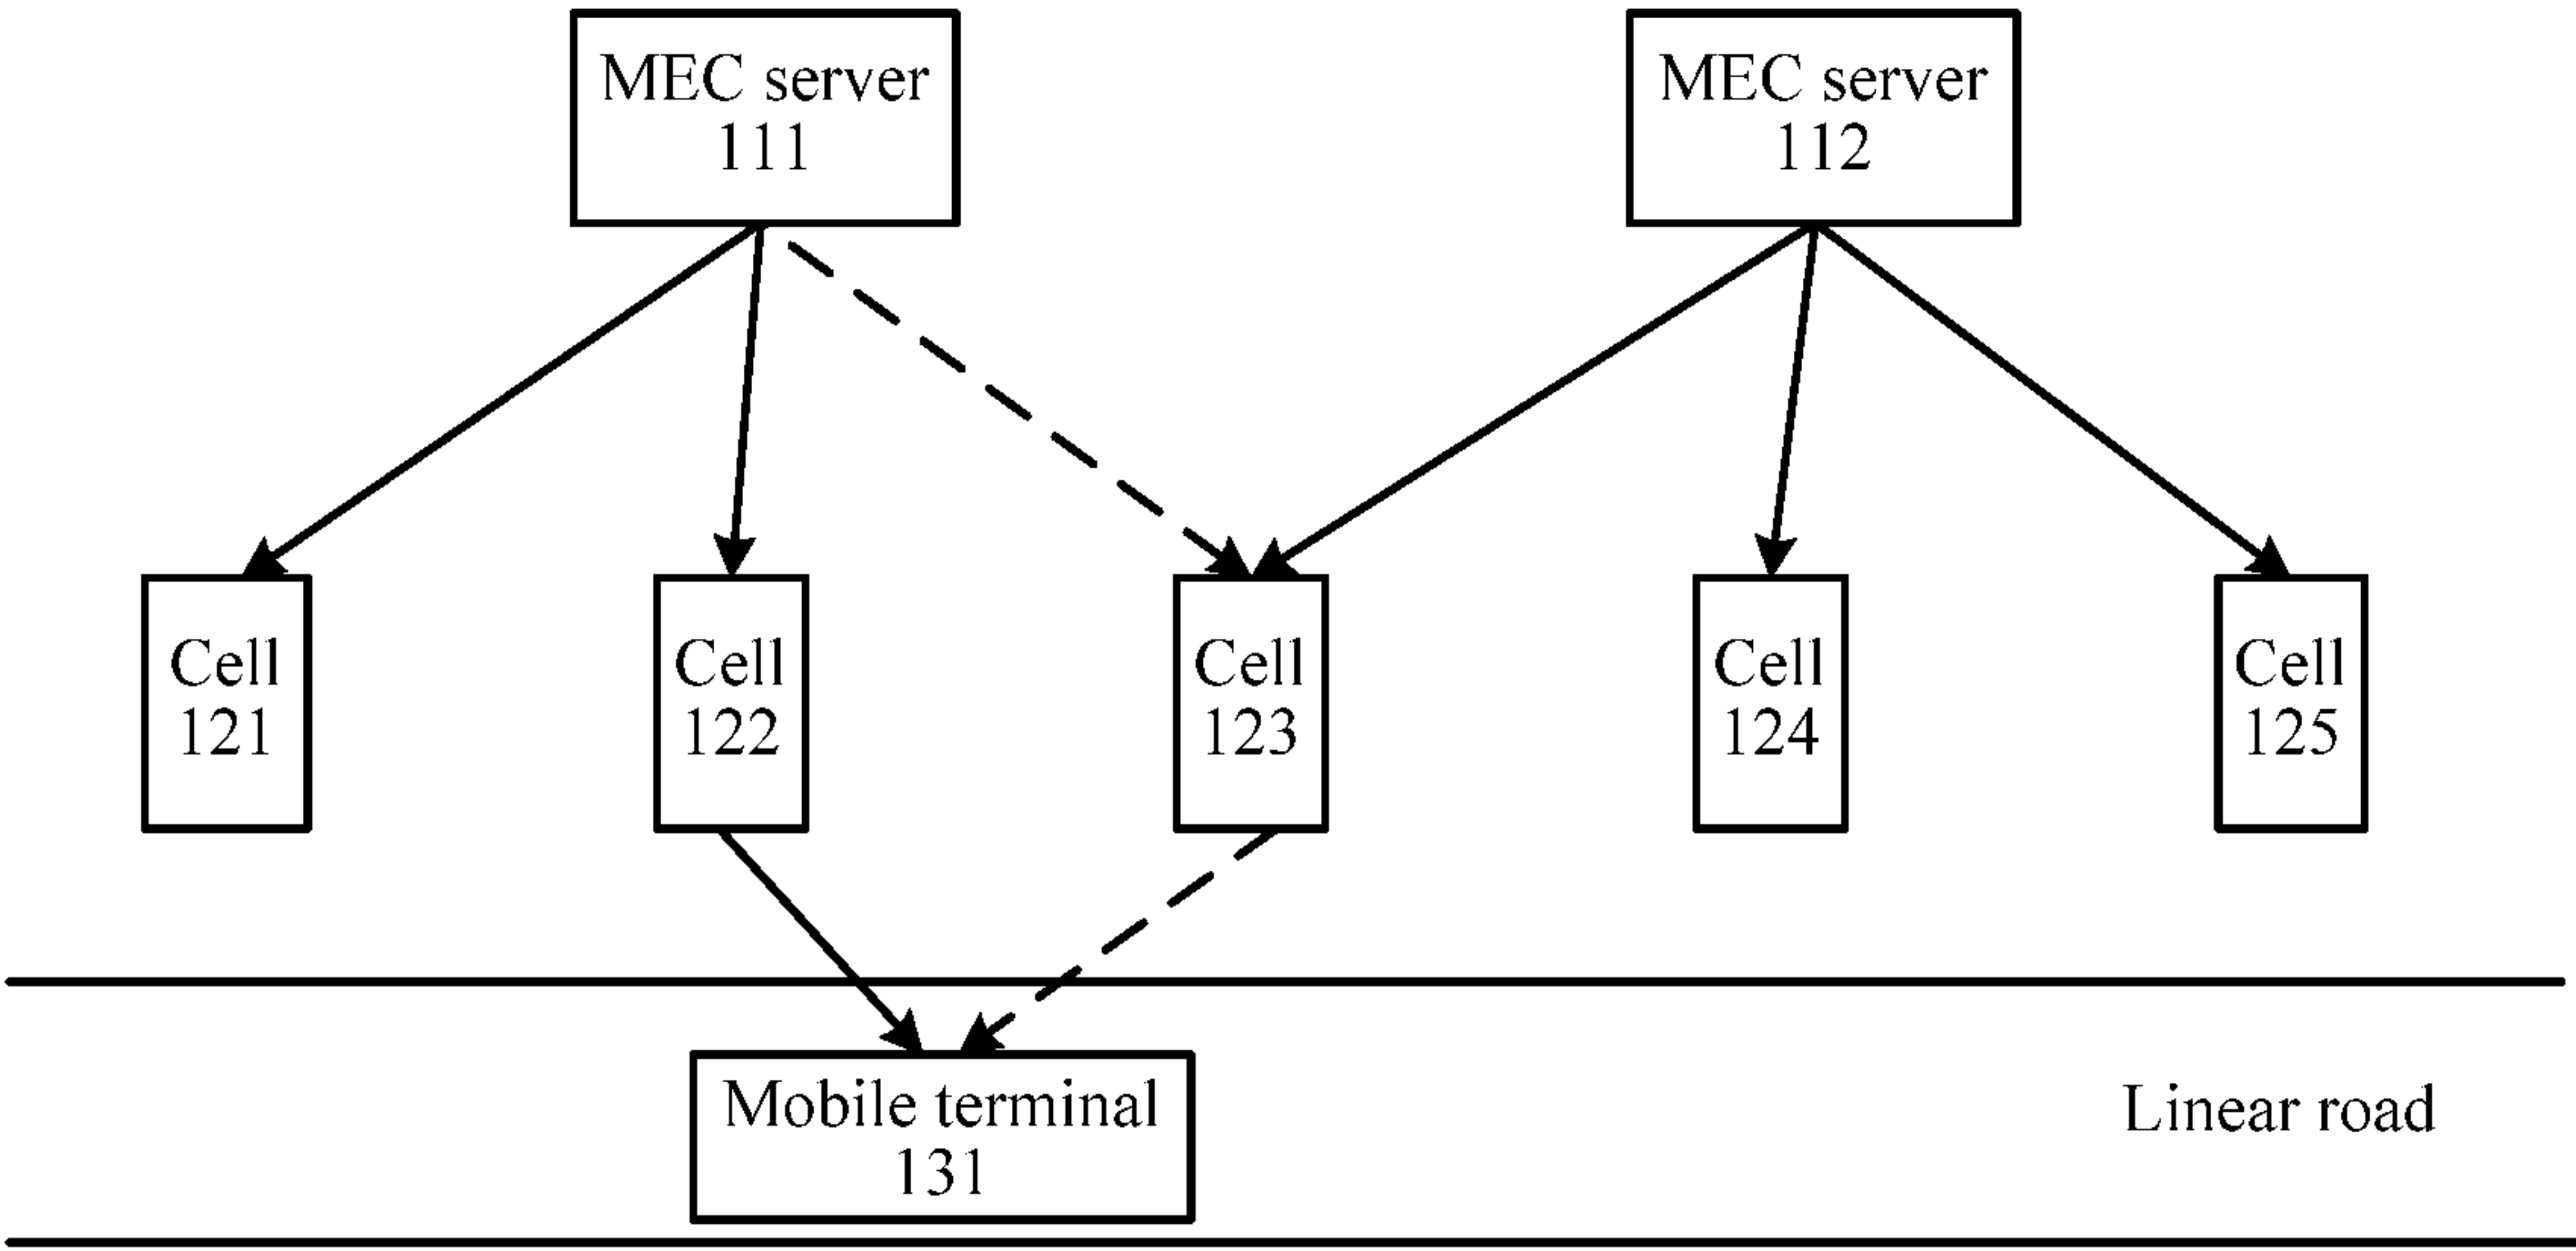 MEC server
111
MEC server
112
Cell
121
Cell
122
Cell
123
Cell
124
Cell
125
Mobile terminal
131
Linear road